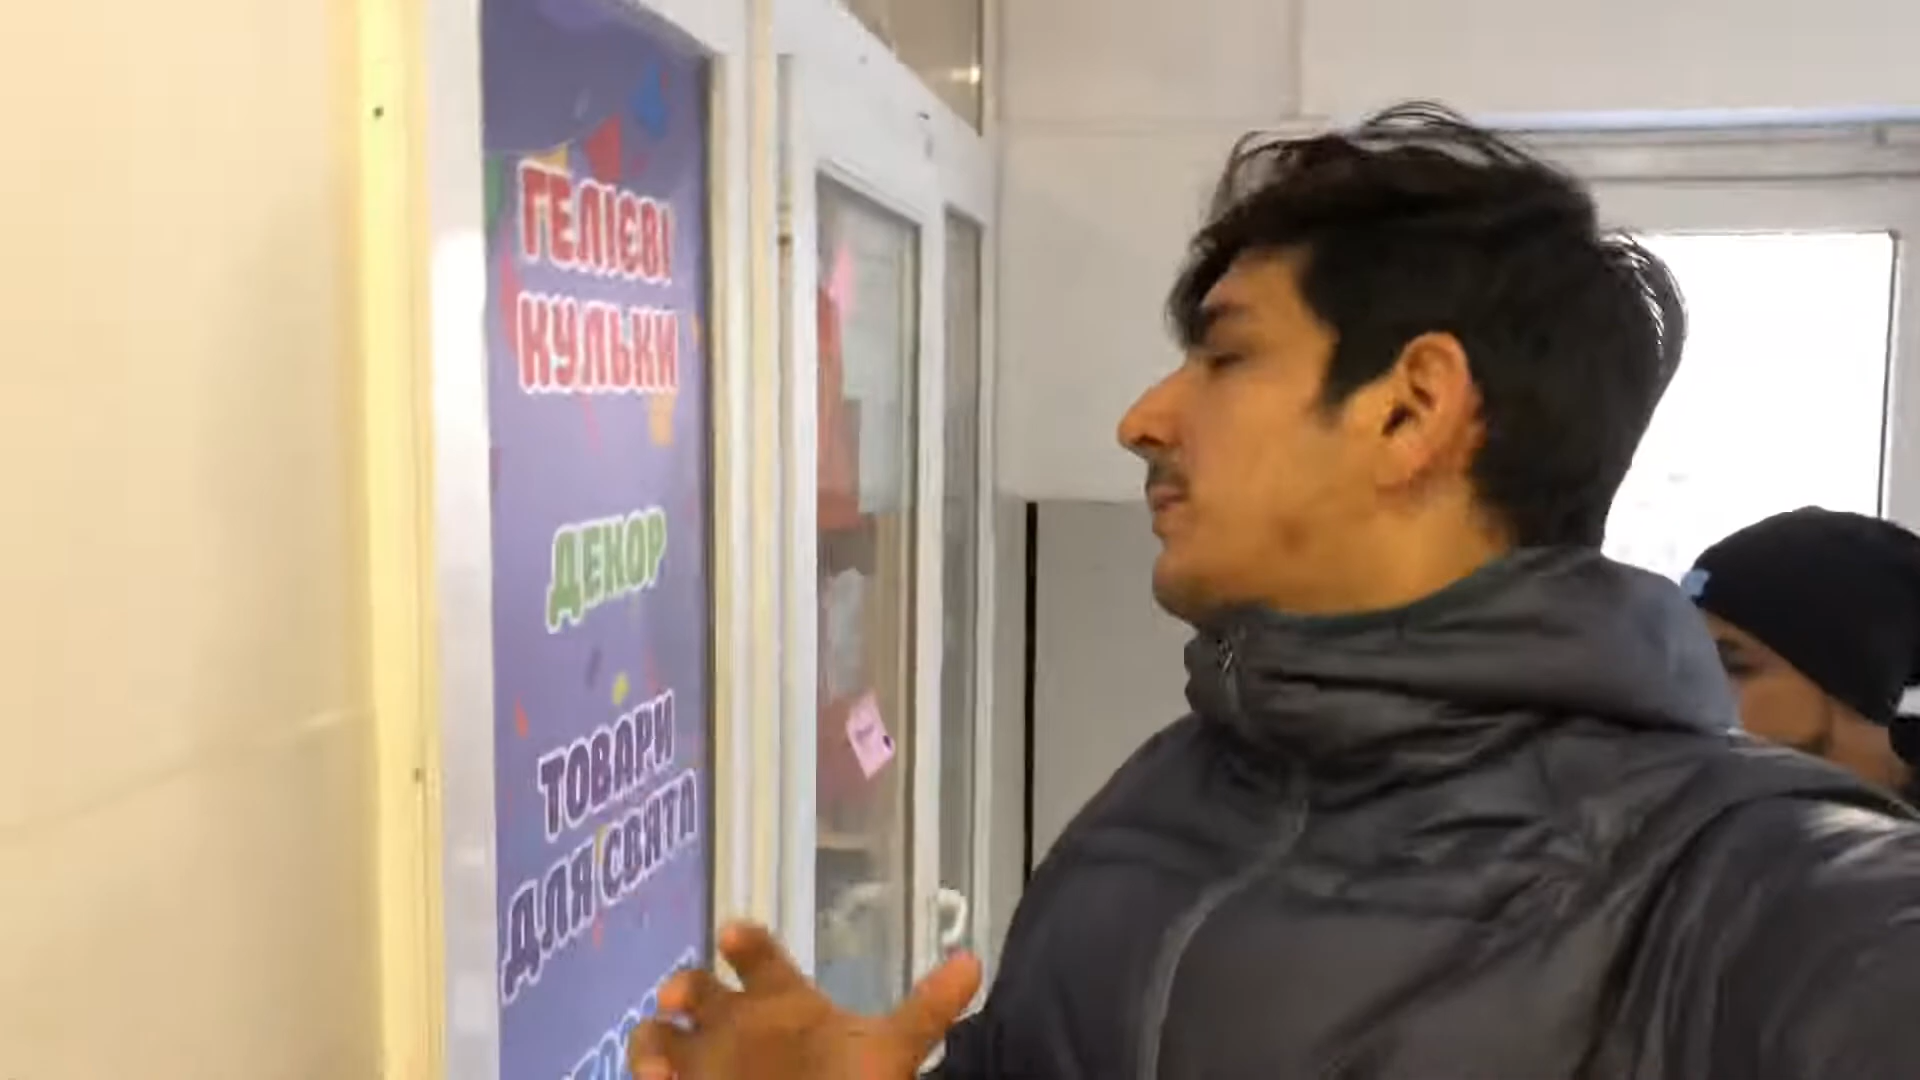 ГЕЛІЄВІ
КУЛЬКИ
ДЕКОР
ТОВАРИ
ДЛЯ СВЯТА